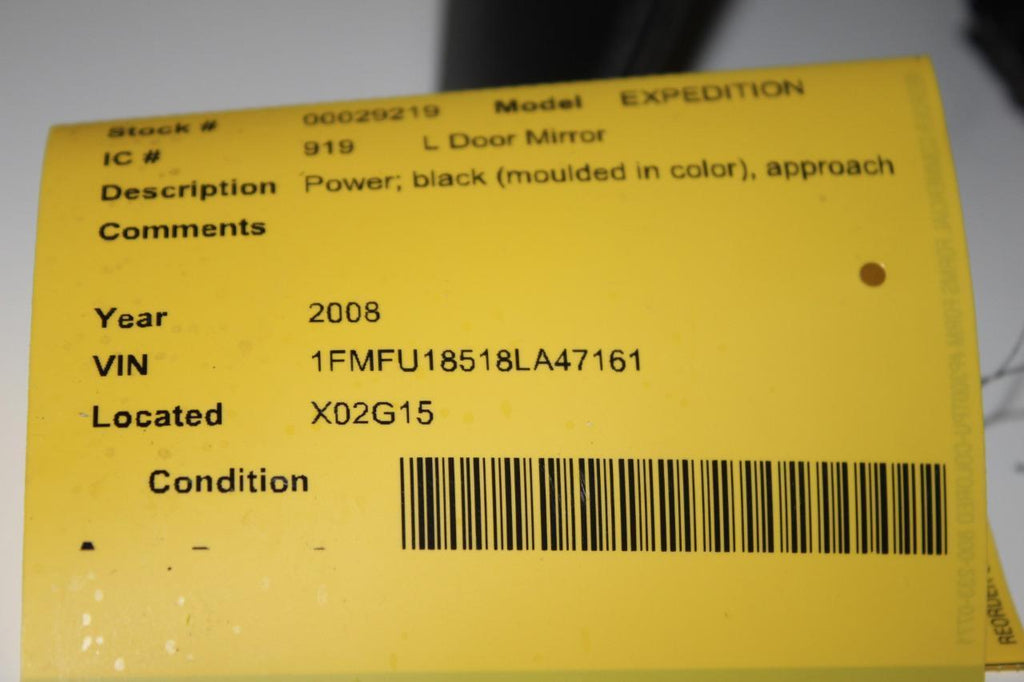 Stock # 00029219 Model EXPEDITION
IC # 919 L Door Mirror
Description Power; black (moulded in color), approach
Comments
Year 2008
VIN 1FMFU18518LA47161
Located X02G15
Condition
REORDER